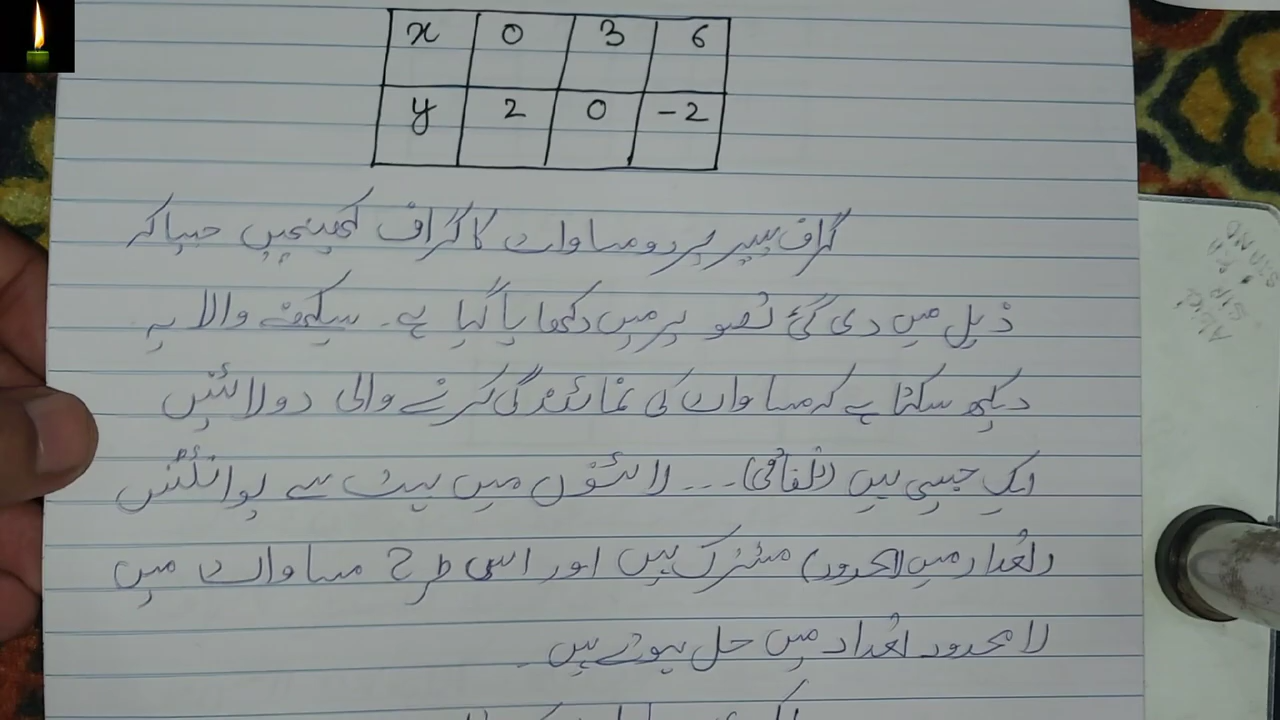 x 0 3 6
y 2 0 -2
گراف پیپر پر دو مساوات کا گراف کھینچیں جیسا کہ
ذیل میں دی گئ تصویر میں دکھایا گیا ہے۔ سیکھنے والا یہ
دیکھ سکتا ہے کہ مساوات کی نمائندگی کرنے والی دو لائنیں
ایک جیسی ہیں (اتفاقی)... لائنوں میں بہت سے پوائنٹس
(تعداد میں لامحدود) مشترک ہیں اور اسی طرح مساوات میں
لامحدود تعداد میں حل ہوتے ہیں۔